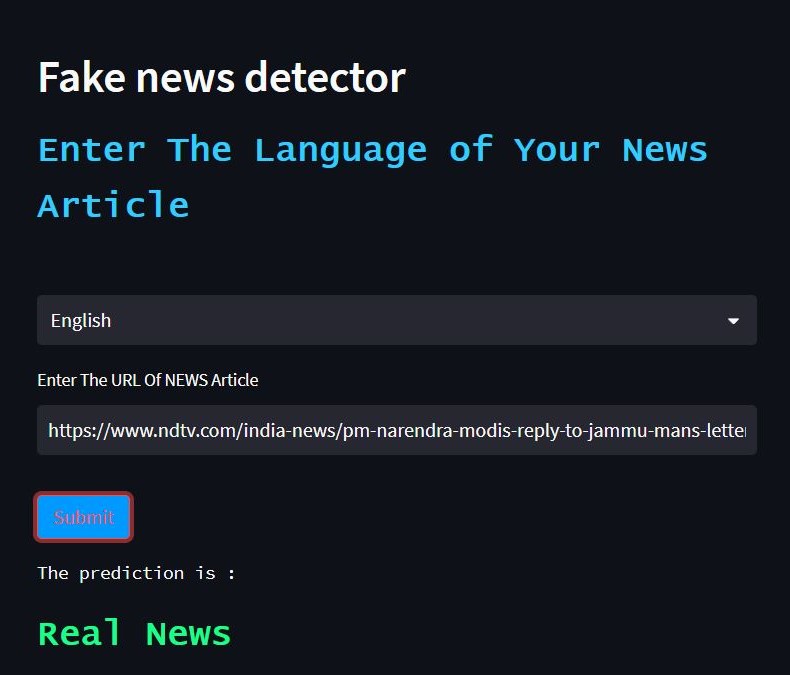 Fake news detector
Enter The Language of Your News
Article
English
Enter The URL Of NEWS Article
https://www.ndtv.com/india-news/pm-narendra-modis-reply-to-jammu-mans-letter
Submit
The prediction is :
Real News